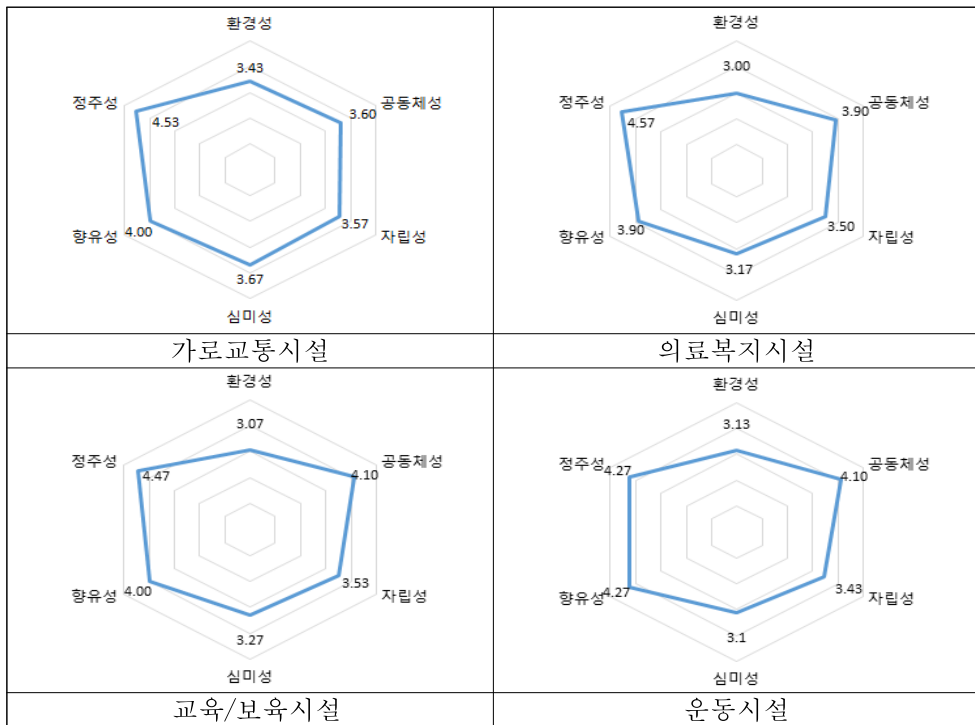 환경성
3.43
정주성
공동체성
3.60
4.53
4.00
향유성
3.57
자립성
3.67
심미성
가로교통시설
환경성
3.00
정주성
공동체성
3.90
4.57
3.90
향유성
3.50
자립성
3.17
심미성
의료복지시설
환경성
3.07
정주성
공동체성
4.47
4.10
4.00
향유성
3.53
자립성
3.27
심미성
교육/보육시설
환경성
3.13
정주성
공동체성
4.27
4.10
향유성
4.27
3.43
자립성
3.1
심미성
운동시설